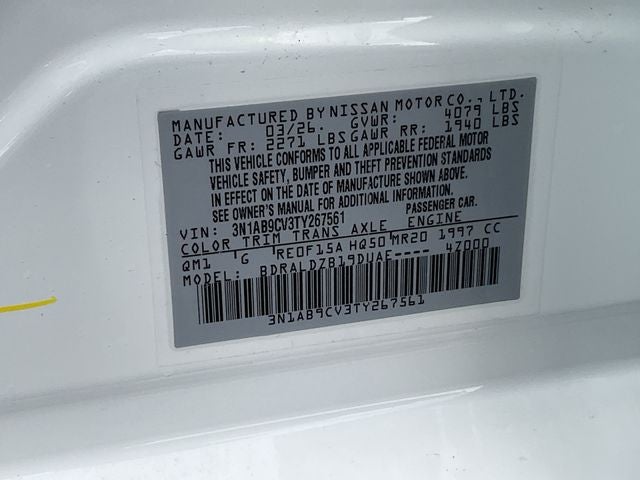 MANUFACTURED BY NISSAN MOTOR CO., LTD.
DATE: 03/26. GVWR: 4079 LBS
GAWR FR: 2271 LBS GAWR RR: 1940 LBS
THIS VEHICLE CONFORMS TO ALL APPLICABLE FEDERAL MOTOR
VEHICLE SAFETY, BUMPER AND THEFT PREVENTION STANDARDS
IN EFFECT ON THE DATE OF MANUFACTURE SHOWN ABOVE.
SEE OWNER'S MANUAL FOR ADDITIONAL INFORMATION.
VIN: 3N1AB9CV3TY267561 PASSENGER CAR.
COLOR TRIM TRANS AXLE ENGINE
QM1 G RE0F15A HQ50 MR20 1997 CC
MODEL: BDRALDZB19DUAE---- 47000
3N1AB9CV3TY267561